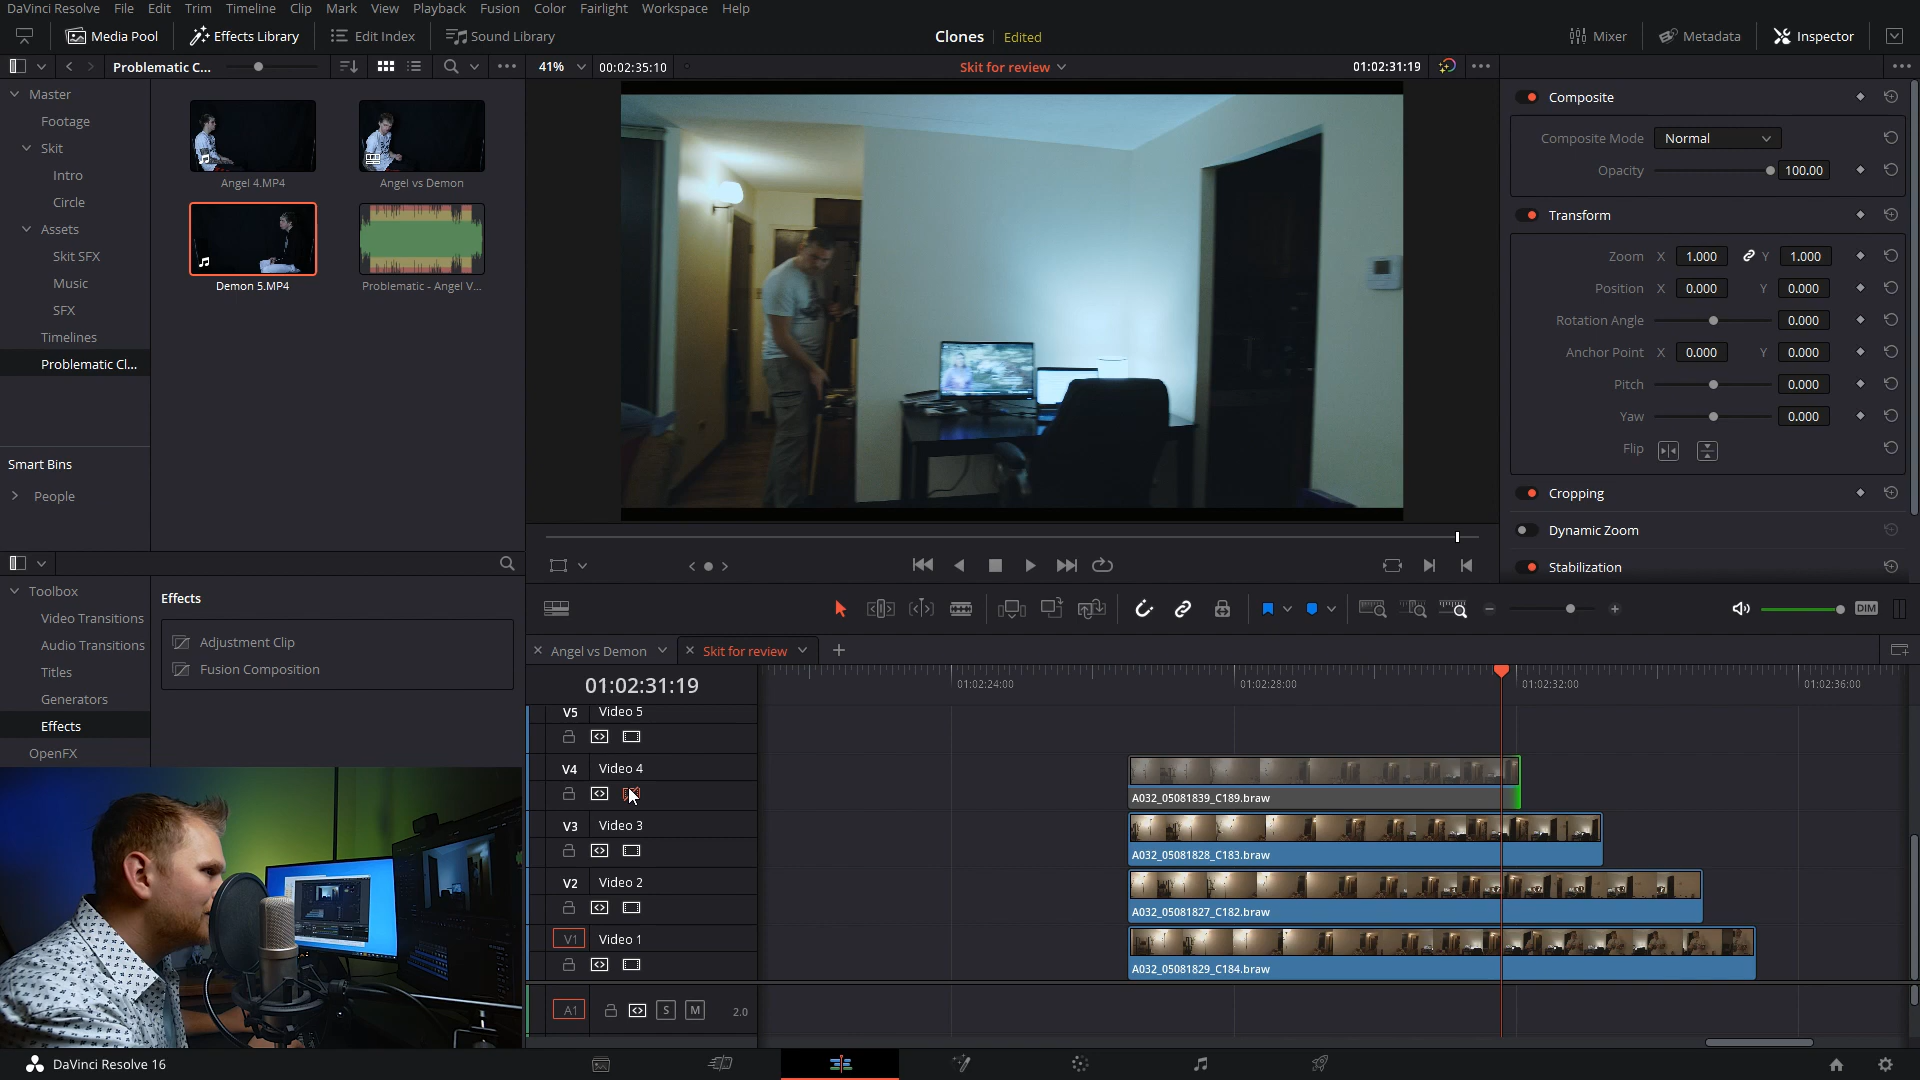 DaVinci Resolve File Edit Trim Timeline Clip Mark View Playback Fusion Color Fairlight Workspace Help
Media Pool Effects Library Edit Index Sound Library Clones Edited Mixer Metadata Inspector
Problematic C... 41% 00:02:35:10 Skit for review 01:02:31:19
Master
Footage
Skit
Intro
Circle
Assets
Skit SFX
Music
SFX
Timelines
Problematic Cl...
Smart Bins
People
Angel 4.MP4
Angel vs Demon
Demon 5.MP4
Problematic - Angel V...
Composite
Composite Mode Normal
Opacity 100.00
Transform
Zoom X 1.000 Y 1.000
Position X 0.000 Y 0.000
Rotation Angle 0.000
Anchor Point X 0.000 Y 0.000
Pitch 0.000
Yaw 0.000
Flip
Cropping
Dynamic Zoom
Stabilization
Toolbox
Video Transitions
Audio Transitions
Titles
Generators
Effects
OpenFX
Effects
Adjustment Clip
Fusion Composition
DIM
Angel vs Demon Skit for review
01:02:31:19 01:02:24:00 01:02:28:00 01:02:32:00 01:02:36:00
V5 Video 5
V4 Video 4
A032_05081839_C189.braw
V3 Video 3
A032_05081828_C183.braw
V2 Video 2
A032_05081827_C182.braw
V1 Video 1
A032_05081829_C184.braw
A1 S M 2.0
DaVinci Resolve 16